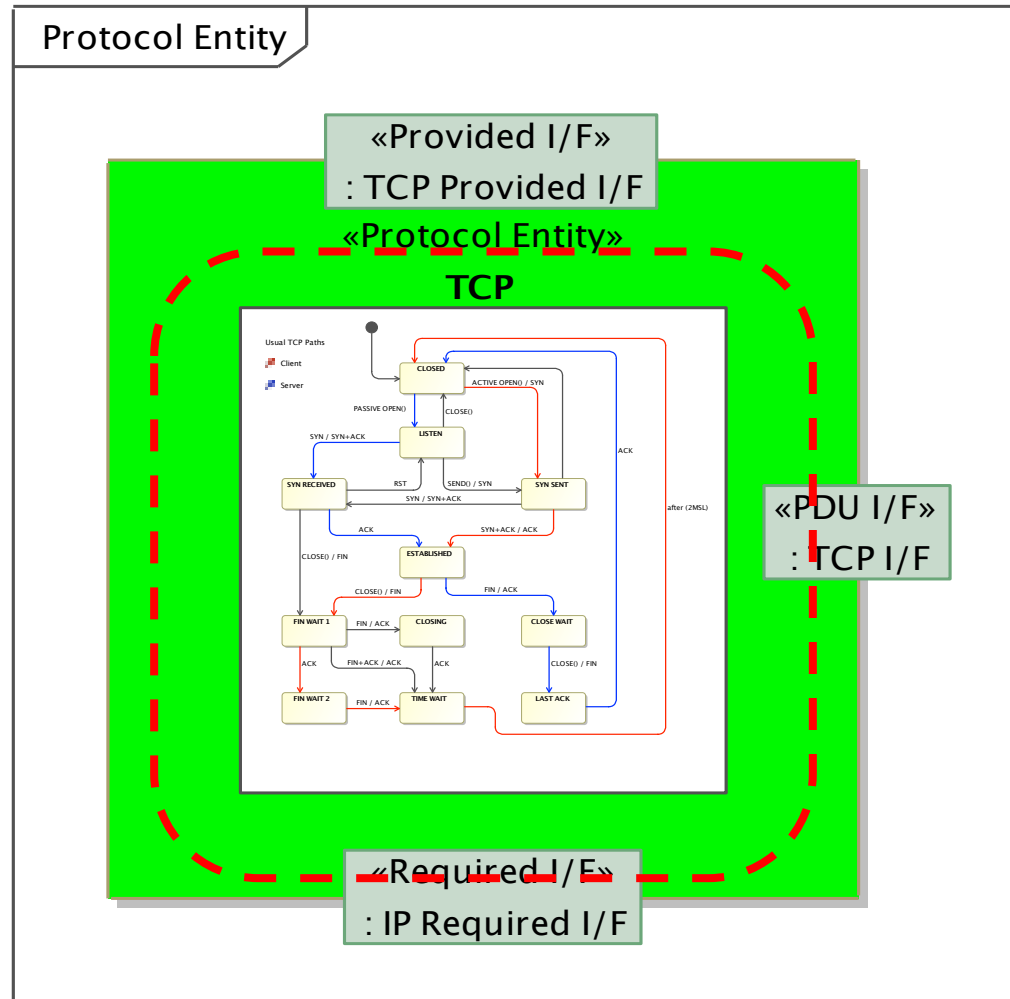 Protocol Entity
«Provided I/F»
: TCP Provided I/F
«Protocol Entity»
TCP
Usual TCP Paths
Client
Server
CLOSED
ACTIVE OPEN() / SYN
PASSIVE OPEN()
CLOSE()
LISTEN
SYN / SYN+ACK
ACK
SYN RECEIVED
RST
SEND() / SYN
SYN SENT
SYN / SYN+ACK
after (2MSL)
«PDU I/F»
: TCP I/F
ACK
SYN+ACK / ACK
ESTABLISHED
CLOSE() / FIN
CLOSE() / FIN
FIN / ACK
FIN WAIT 1
FIN / ACK
CLOSING
CLOSE WAIT
ACK
FIN+ACK / ACK
ACK
CLOSE() / FIN
FIN WAIT 2
FIN / ACK
TIME WAIT
LAST ACK
«Required I/F»
: IP Required I/F